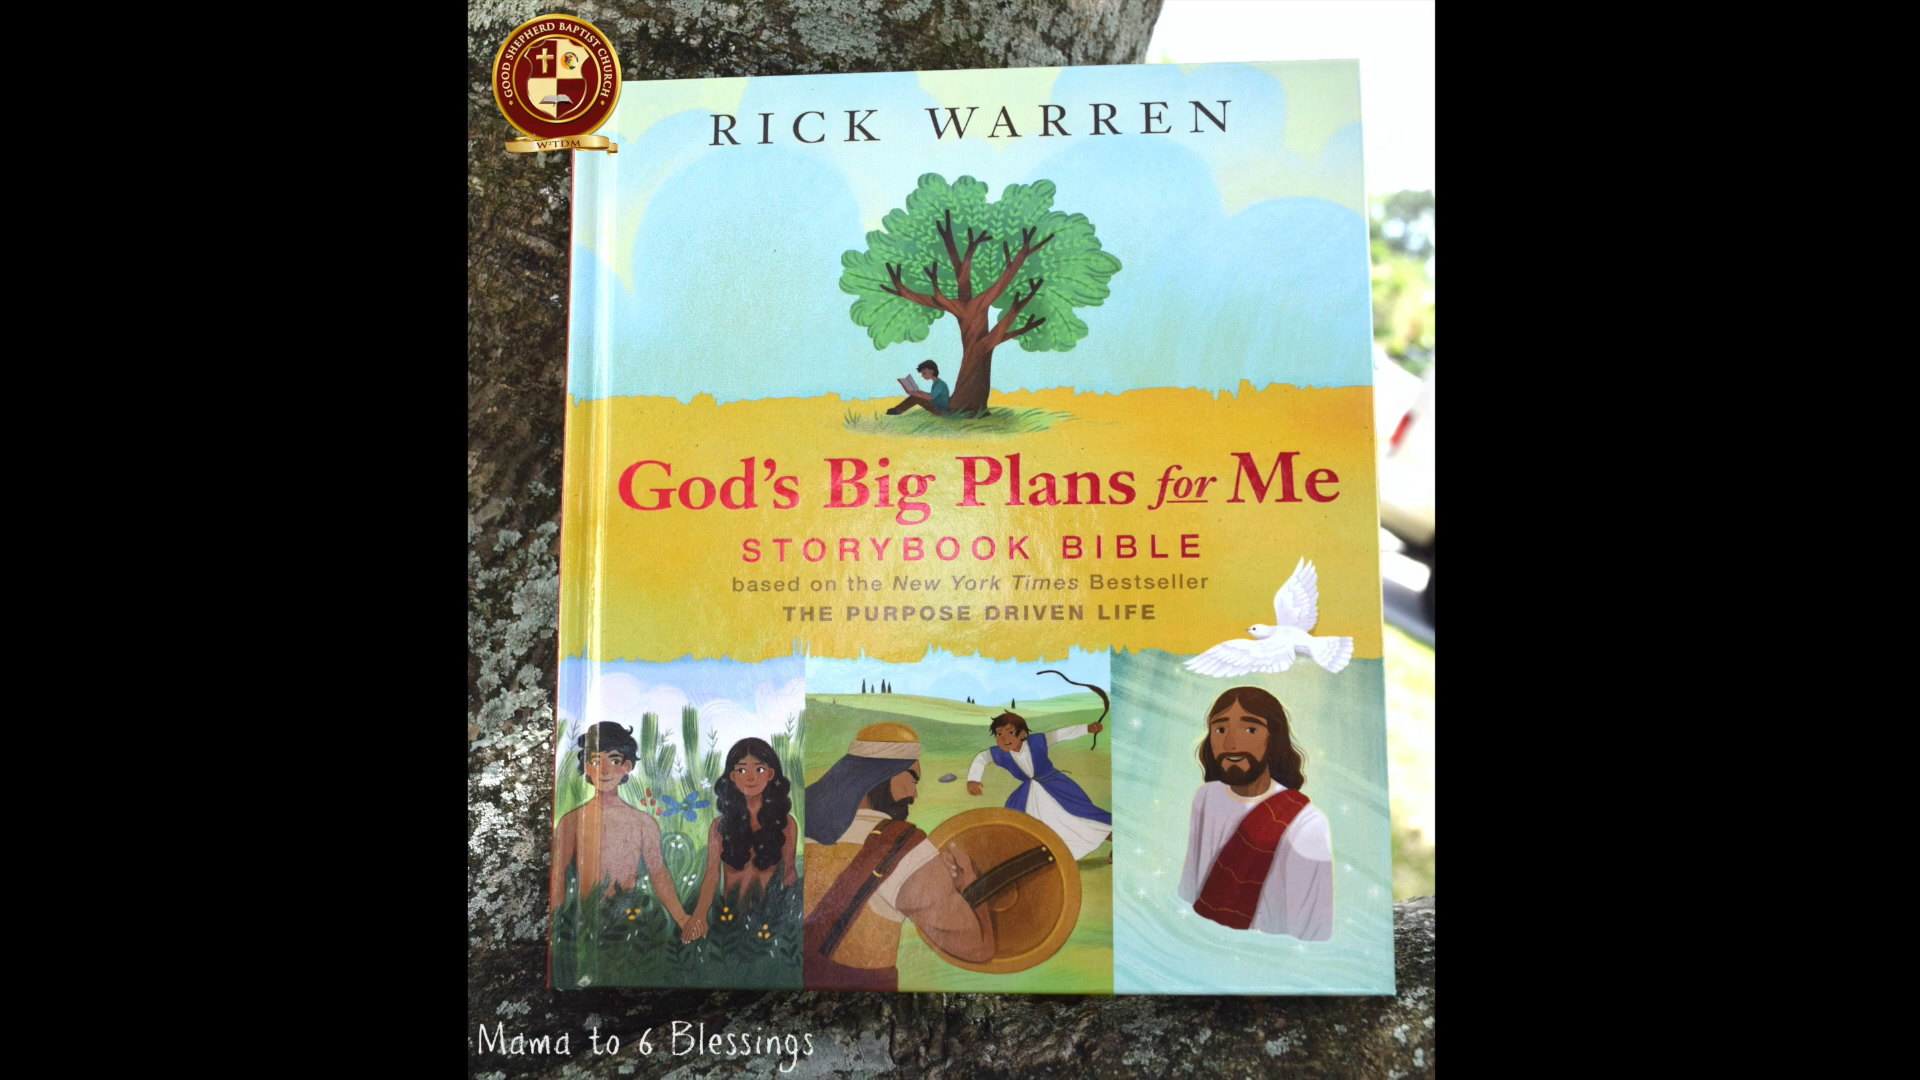 GOOD SHEPHERD BAPTIST CHURCH
W³TDM
RICK WARREN
God's Big Plans for Me
STORYBOOK BIBLE
based on the New York Times Bestseller
THE PURPOSE DRIVEN LIFE
Mama to 6 Blessings